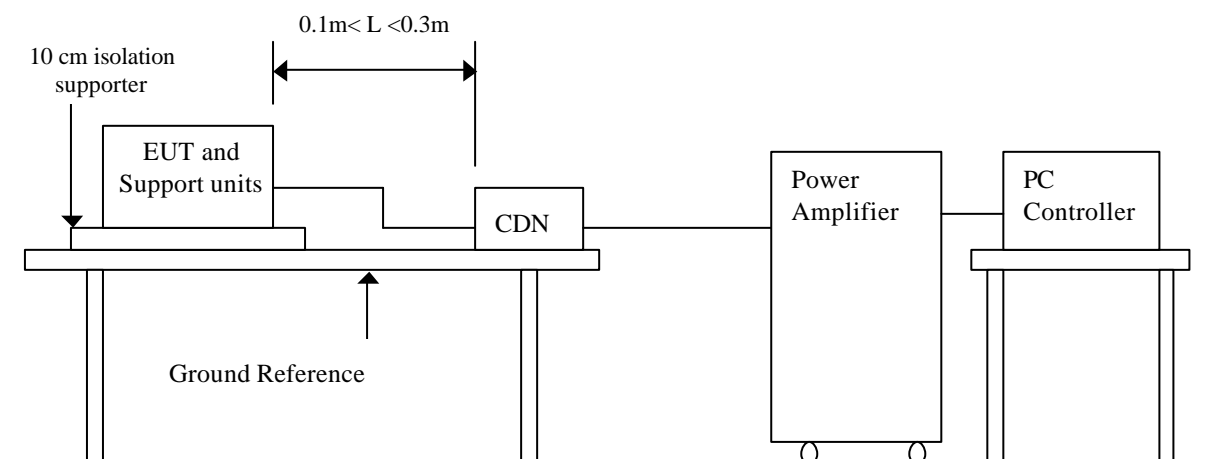 0.1m< L <0.3m
10 cm isolation
supporter
EUT and
Support units
CDN
Power
Amplifier
PC
Controller
Ground Reference